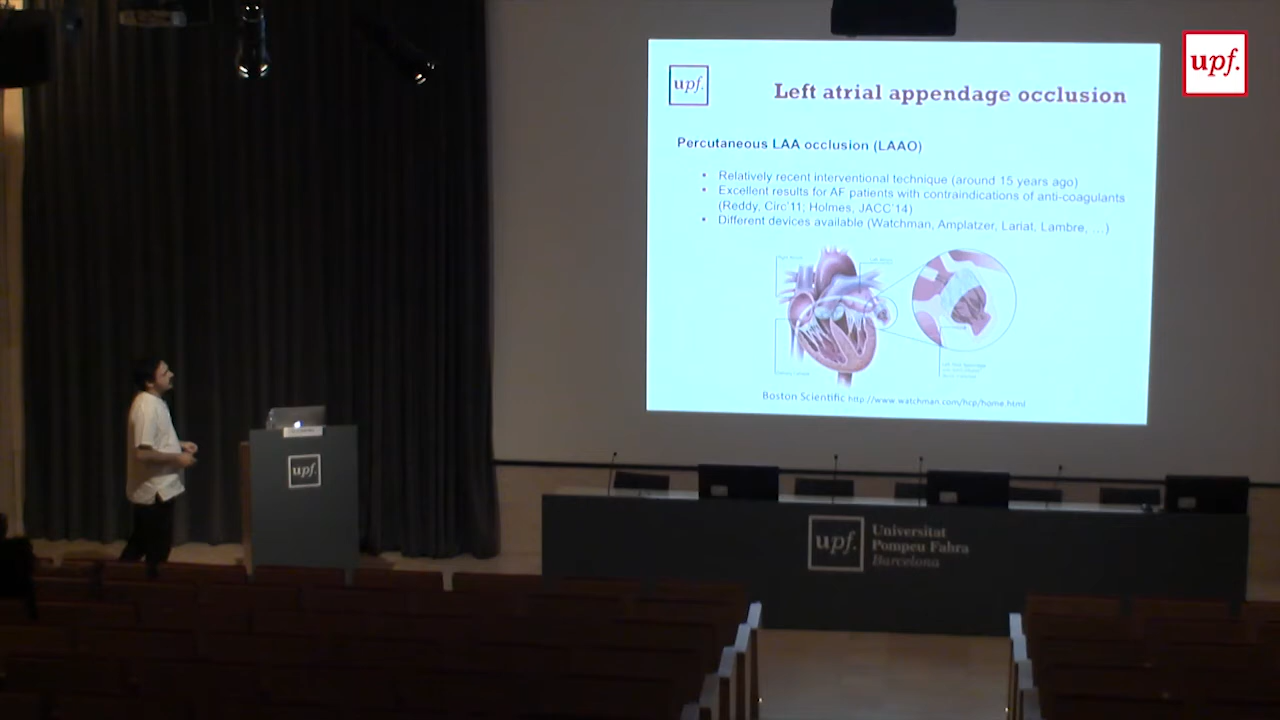 upf.
upf.
Left atrial appendage occlusion
Percutaneous LAA occlusion (LAAO)
• Relatively recent interventional technique (around 15 years ago)
• Excellent results for AF patients with contraindications of anti-coagulants
(Reddy, Circ'11; Holmes, JACC'14)
• Different devices available (Watchman, Amplatzer, Lariat, Lambre, …)
Boston Scientific http://www.watchman.com/hcp/home.html
upf.
upf.
Universitat
Pompeu Fabra
Barcelona